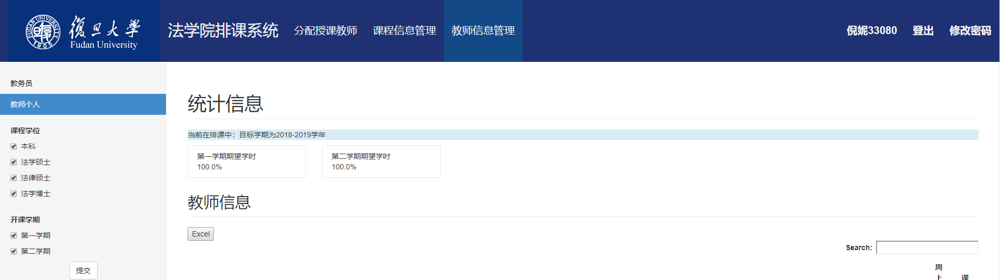 FUDAN UNIVERSITY
1905
復旦大學
Fudan University
法学院排课系统
分配授课教师
课程信息管理
教师信息管理
倪妮33080
登出
修改密码
教务员
教师个人
课程学位
本科
法学硕士
法律硕士
法学博士
开课学期
第一学期
第二学期
提交
统计信息
当前在排课中：目标学期为2018-2019学年
第一学期期望学时
100.0%
第二学期期望学时
100.0%
教师信息
Excel
Search:
周
上
课